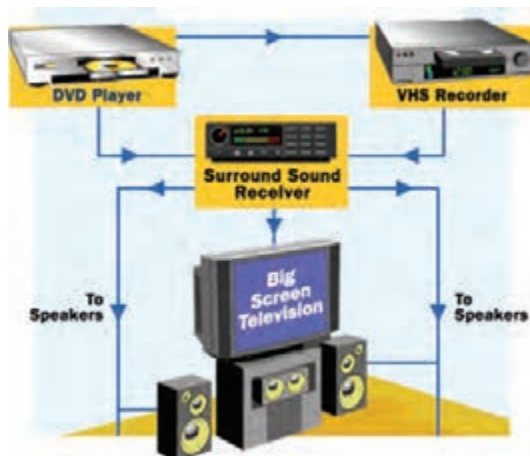 DVD Player
VHS Recorder
Surround Sound
Receiver
Big
Screen
Television
To
Speakers
To
Speakers